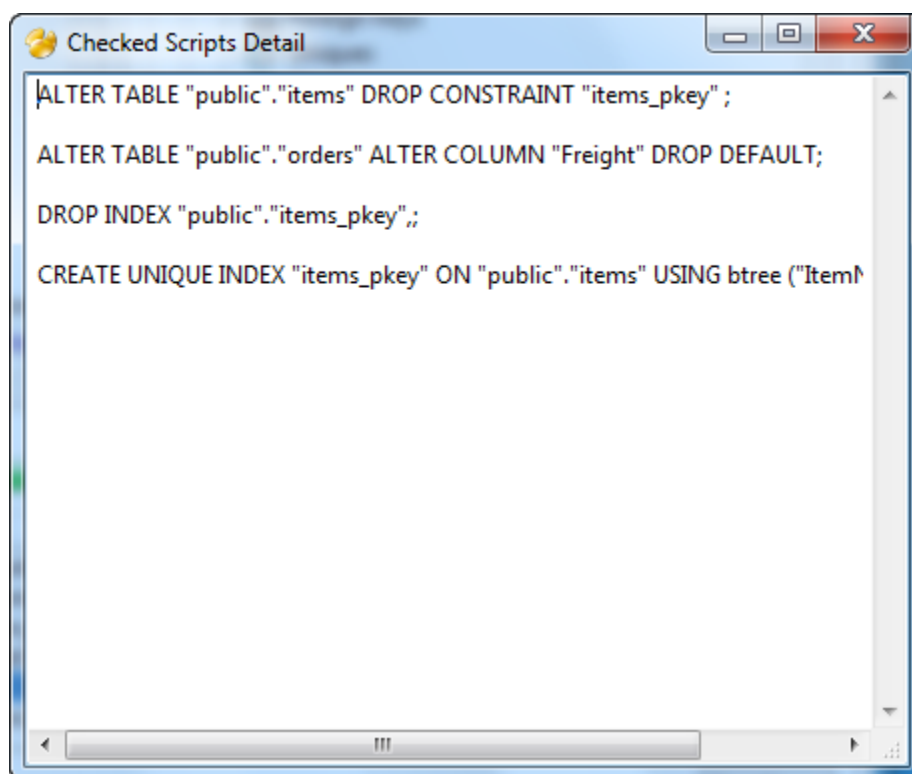 Checked Scripts Detail
ALTER TABLE "public"."items" DROP CONSTRAINT "items_pkey" ;
ALTER TABLE "public"."orders" ALTER COLUMN "Freight" DROP DEFAULT;
DROP INDEX "public"."items_pkey",;
CREATE UNIQUE INDEX "items_pkey" ON "public"."items" USING btree